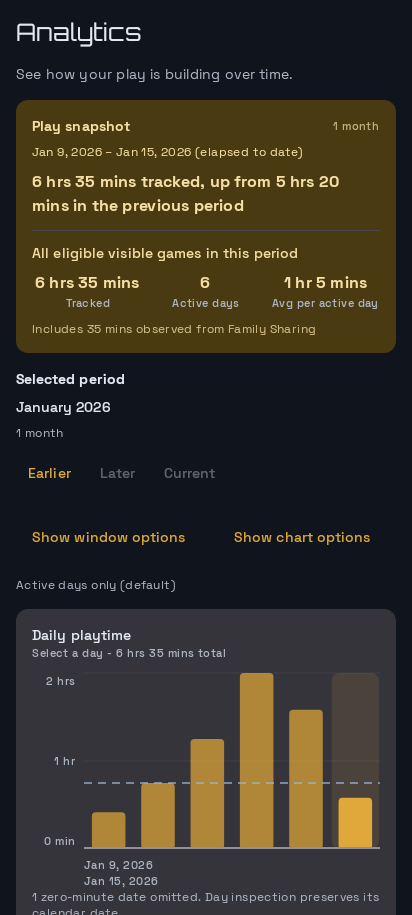 Analytics
See how your play is building over time.
Play snapshot
1 month
Jan 9, 2026 – Jan 15, 2026 (elapsed to date)
6 hrs 35 mins tracked, up from 5 hrs 20
mins in the previous period
All eligible visible games in this period
6 hrs 35 mins
6
1 hr 5 mins
Tracked
Active days
Avg per active day
Includes 35 mins observed from Family Sharing
Selected period
January 2026
1 month
Earlier
Later
Current
Show window options
Show chart options
Active days only (default)
Daily playtime
Select a day - 6 hrs 35 mins total
2 hrs
1 hr
0 min
Jan 9, 2026
Jan 15, 2026
1 zero-minute date omitted. Day inspection preserves its
calendar date.